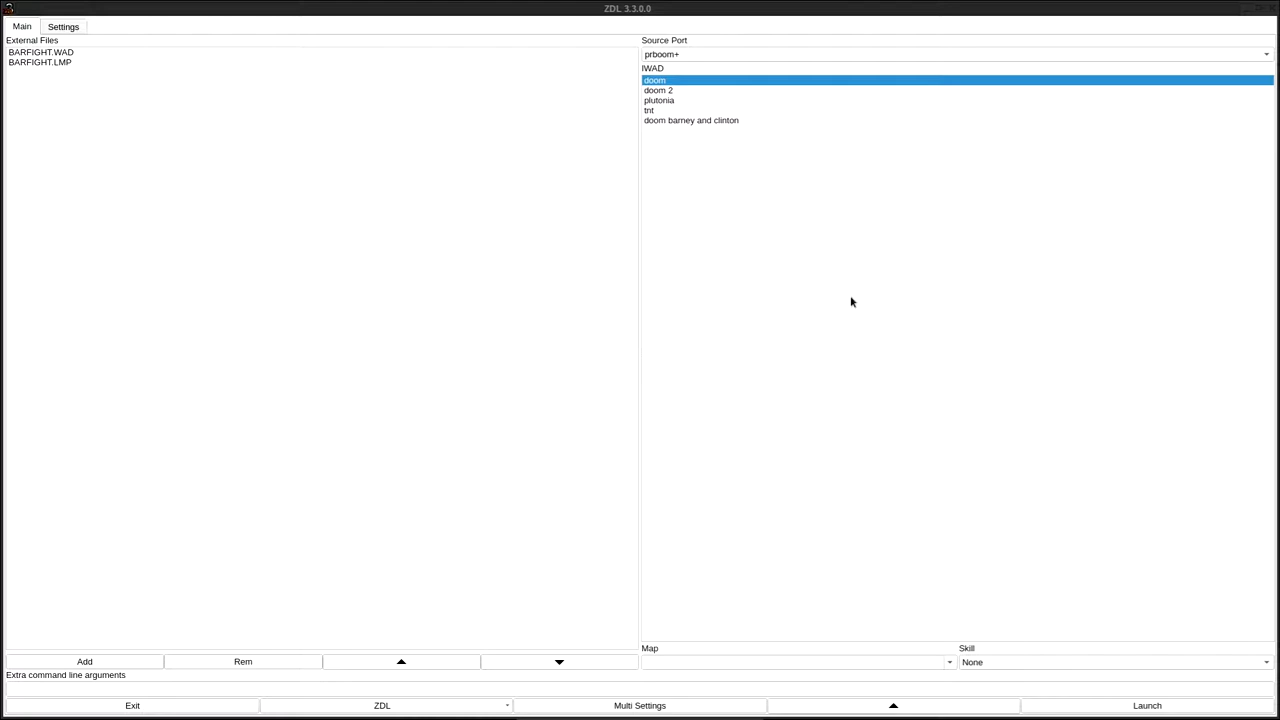 ZDL 3.3.0.0
Main
Settings
External Files
BARFIGHT.WAD
BARFIGHT.LMP
Source Port
prboom+
IWAD
doom
doom 2
plutonia
tnt
doom barney and clinton
Map
Skill
None
Add
Rem
Extra command line arguments
Exit
ZDL
Multi Settings
Launch